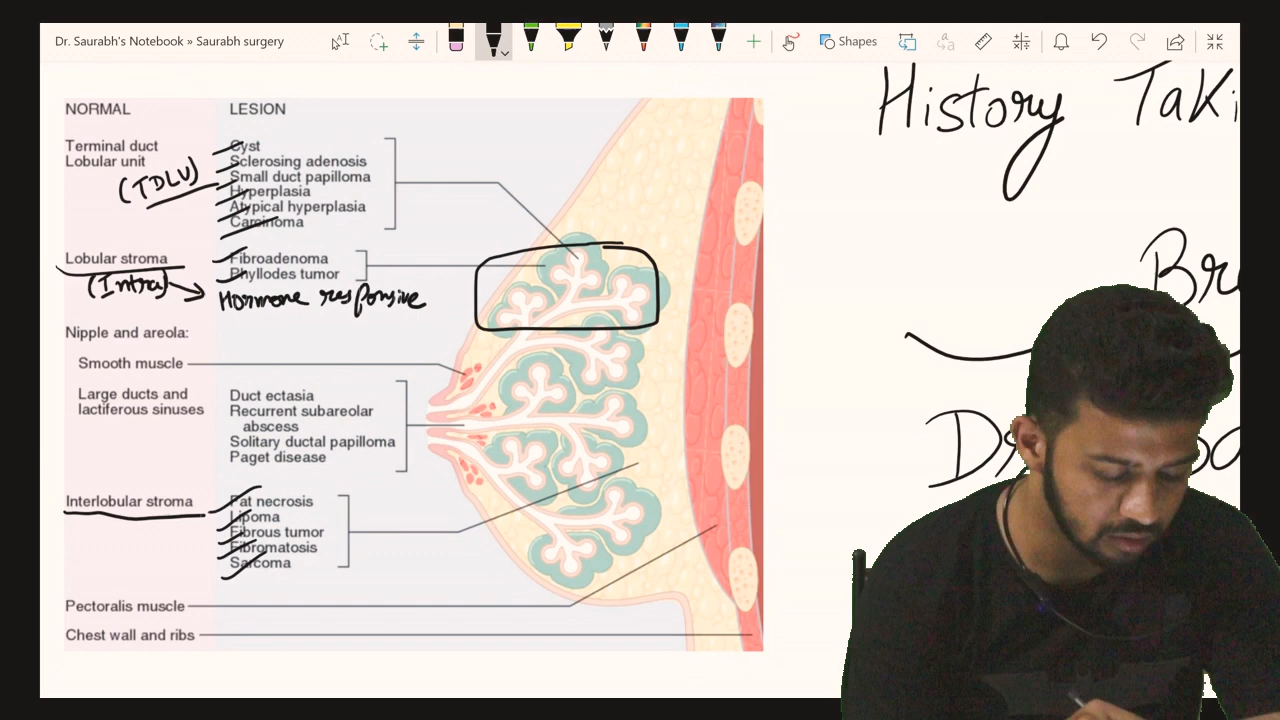 Dr. Saurabh's Notebook » Saurabh surgery
Shapes
NORMAL
LESION
Terminal duct
Lobular unit
(TDLU)
Cyst
Sclerosing adenosis
Small duct papilloma
Hyperplasia
Atypical hyperplasia
Carcinoma
Lobular stroma
(Intra)
Fibroadenoma
Phyllodes tumor
Hormone responsive
Nipple and areola:
Smooth muscle
Large ducts and
lactiferous sinuses
Duct ectasia
Recurrent subareolar
abscess
Solitary ductal papilloma
Paget disease
Interlobular stroma
Fat necrosis
Lipoma
Fibrous tumor
Fibromatosis
Sarcoma
Pectoralis muscle
Chest wall and ribs
History Taki
Bre